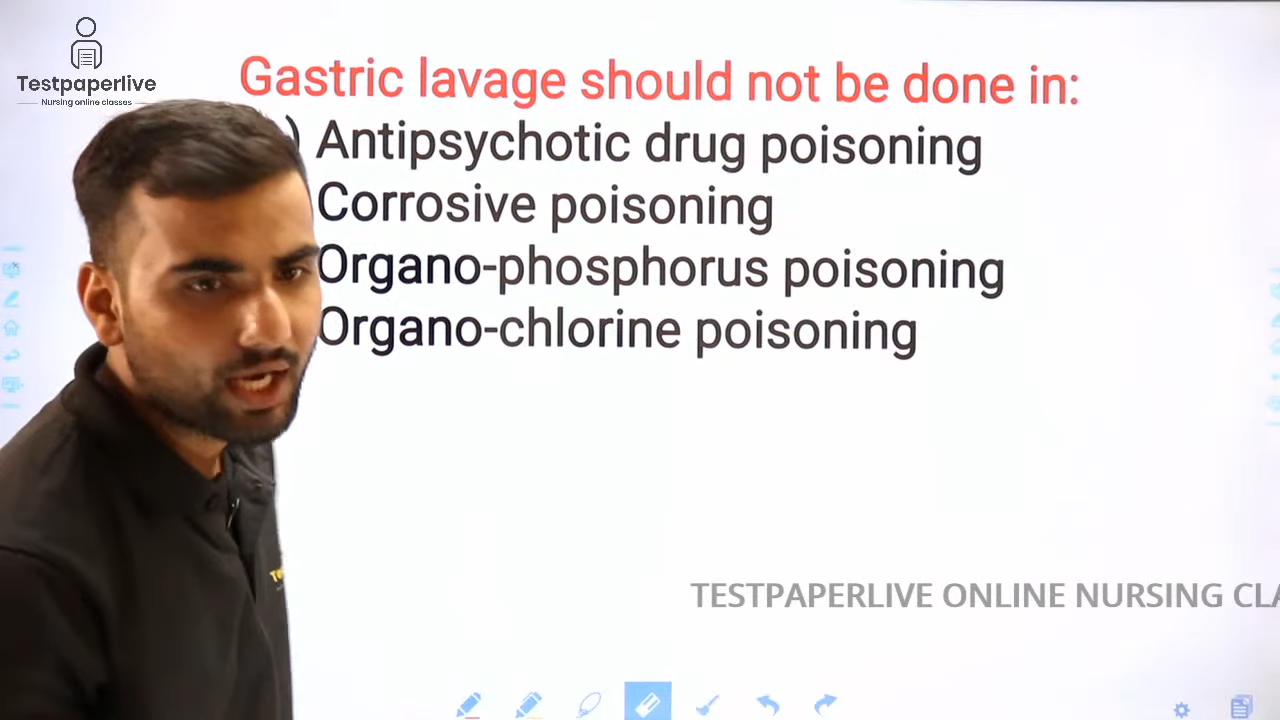 Testpaperlive
Nursing online classes
Gastric lavage should not be done in:
) Antipsychotic drug poisoning
Corrosive poisoning
Organo-phosphorus poisoning
Organo-chlorine poisoning
TESTPAPERLIVE ONLINE NURSING